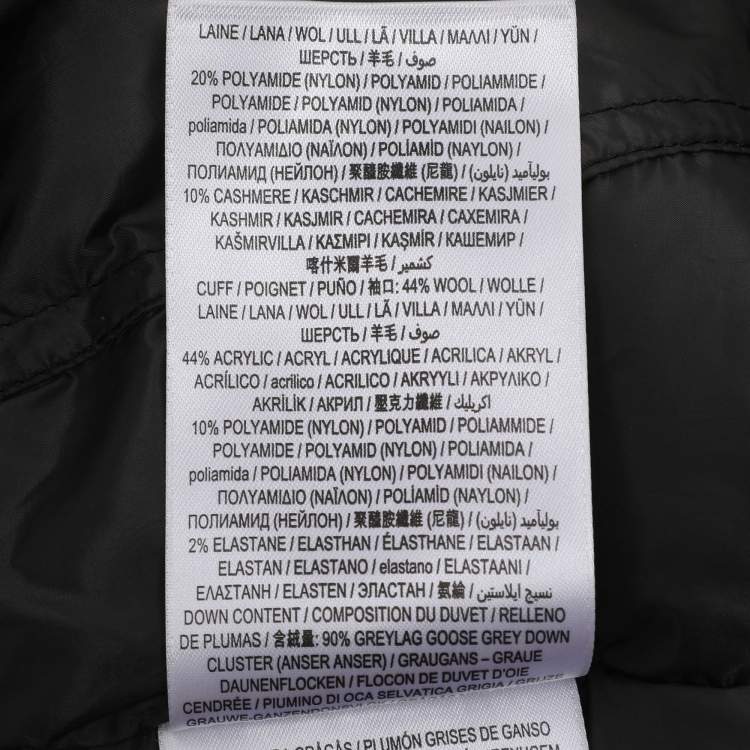 LAINE / LANA / WOL / ULL / LÃ / VILLA / ΜΑΛΛΙ / YÜN /
ШЕРСТЬ / 羊毛 / صوف /
20% POLYAMIDE (NYLON) / POLYAMID / POLIAMMIDE /
POLYAMIDE / POLYAMID (NYLON) / POLIAMIDA /
poliamida / POLIAMIDA (NYLON) / POLYAMIDI (NAILON) /
ΠΟΛΥΑΜΙΔΙΟ (ΝΑΪΛΟΝ) / POLİAMİD (NAYLON) /
ПОЛИАМИД (НЕЙЛОН) / 聚醯胺纖維 (尼龍) / بوليآميد (نايلون) /
10% CASHMERE / KASCHMIR / CACHEMIRE / KASJMIER /
KASHMIR / KASJMIR / CACHEMIRA / CAXEMIRA /
KAŠMIRVILLA / ΚΑΣΜΙΡΙ / KAŞMİR / КАШЕМИР /
喀什米爾羊毛 / كشمير /
CUFF / POIGNET / PUÑO / 袖口: 44% WOOL / WOLLE /
LAINE / LANA / WOL / ULL / LÃ / VILLA / ΜΑΛΛΙ / YÜN /
ШЕРСТЬ / 羊毛 / صوف /
44% ACRYLIC / ACRYL / ACRYLIQUE / ACRILICA / AKRYL /
ACRÍLICO / acrilico / ACRILICO / AKRYYLI / ΑΚΡΥΛΙΚΟ /
AKRİLİK / АКРИЛ / 壓克力纖維 / اكريليك /
10% POLYAMIDE (NYLON) / POLYAMID / POLIAMMIDE /
POLYAMIDE / POLYAMID (NYLON) / POLIAMIDA /
poliamida / POLIAMIDA (NYLON) / POLYAMIDI (NAILON) /
ΠΟΛΥΑΜΙΔΙΟ (ΝΑΪΛΟΝ) / POLİAMİD (NAYLON) /
ПОЛИАМИД (НЕЙЛОН) / 聚醯胺纖維 (尼龍) / بوليآميد (نايلون) /
2% ELASTANE / ELASTHAN / ÉLASTHANE / ELASTAAN /
ELASTAN / ELASTANO / elastano / ELASTAANI /
ΕΛΑΣΤΑΝΗ / ELASTEN / ЭЛАСТАН / 氨綸 / نسيج ايلاستين /
DOWN CONTENT / COMPOSITION DU DUVET / RELLENO
DE PLUMAS / 含絨量: 90% GREYLAG GOOSE GREY DOWN
CLUSTER (ANSER ANSER) / GRAUGANS – GRAUE
DAUNENFLOCKEN / FLOCON DE DUVET D'OIE
CENDRÉE / PIUMINO DI OCA SELVATICA GRIGIA / GRIJZE
GRAUWE-GANZENDONSVLOKKEN
PLUMÓN GRISES DE GANSO